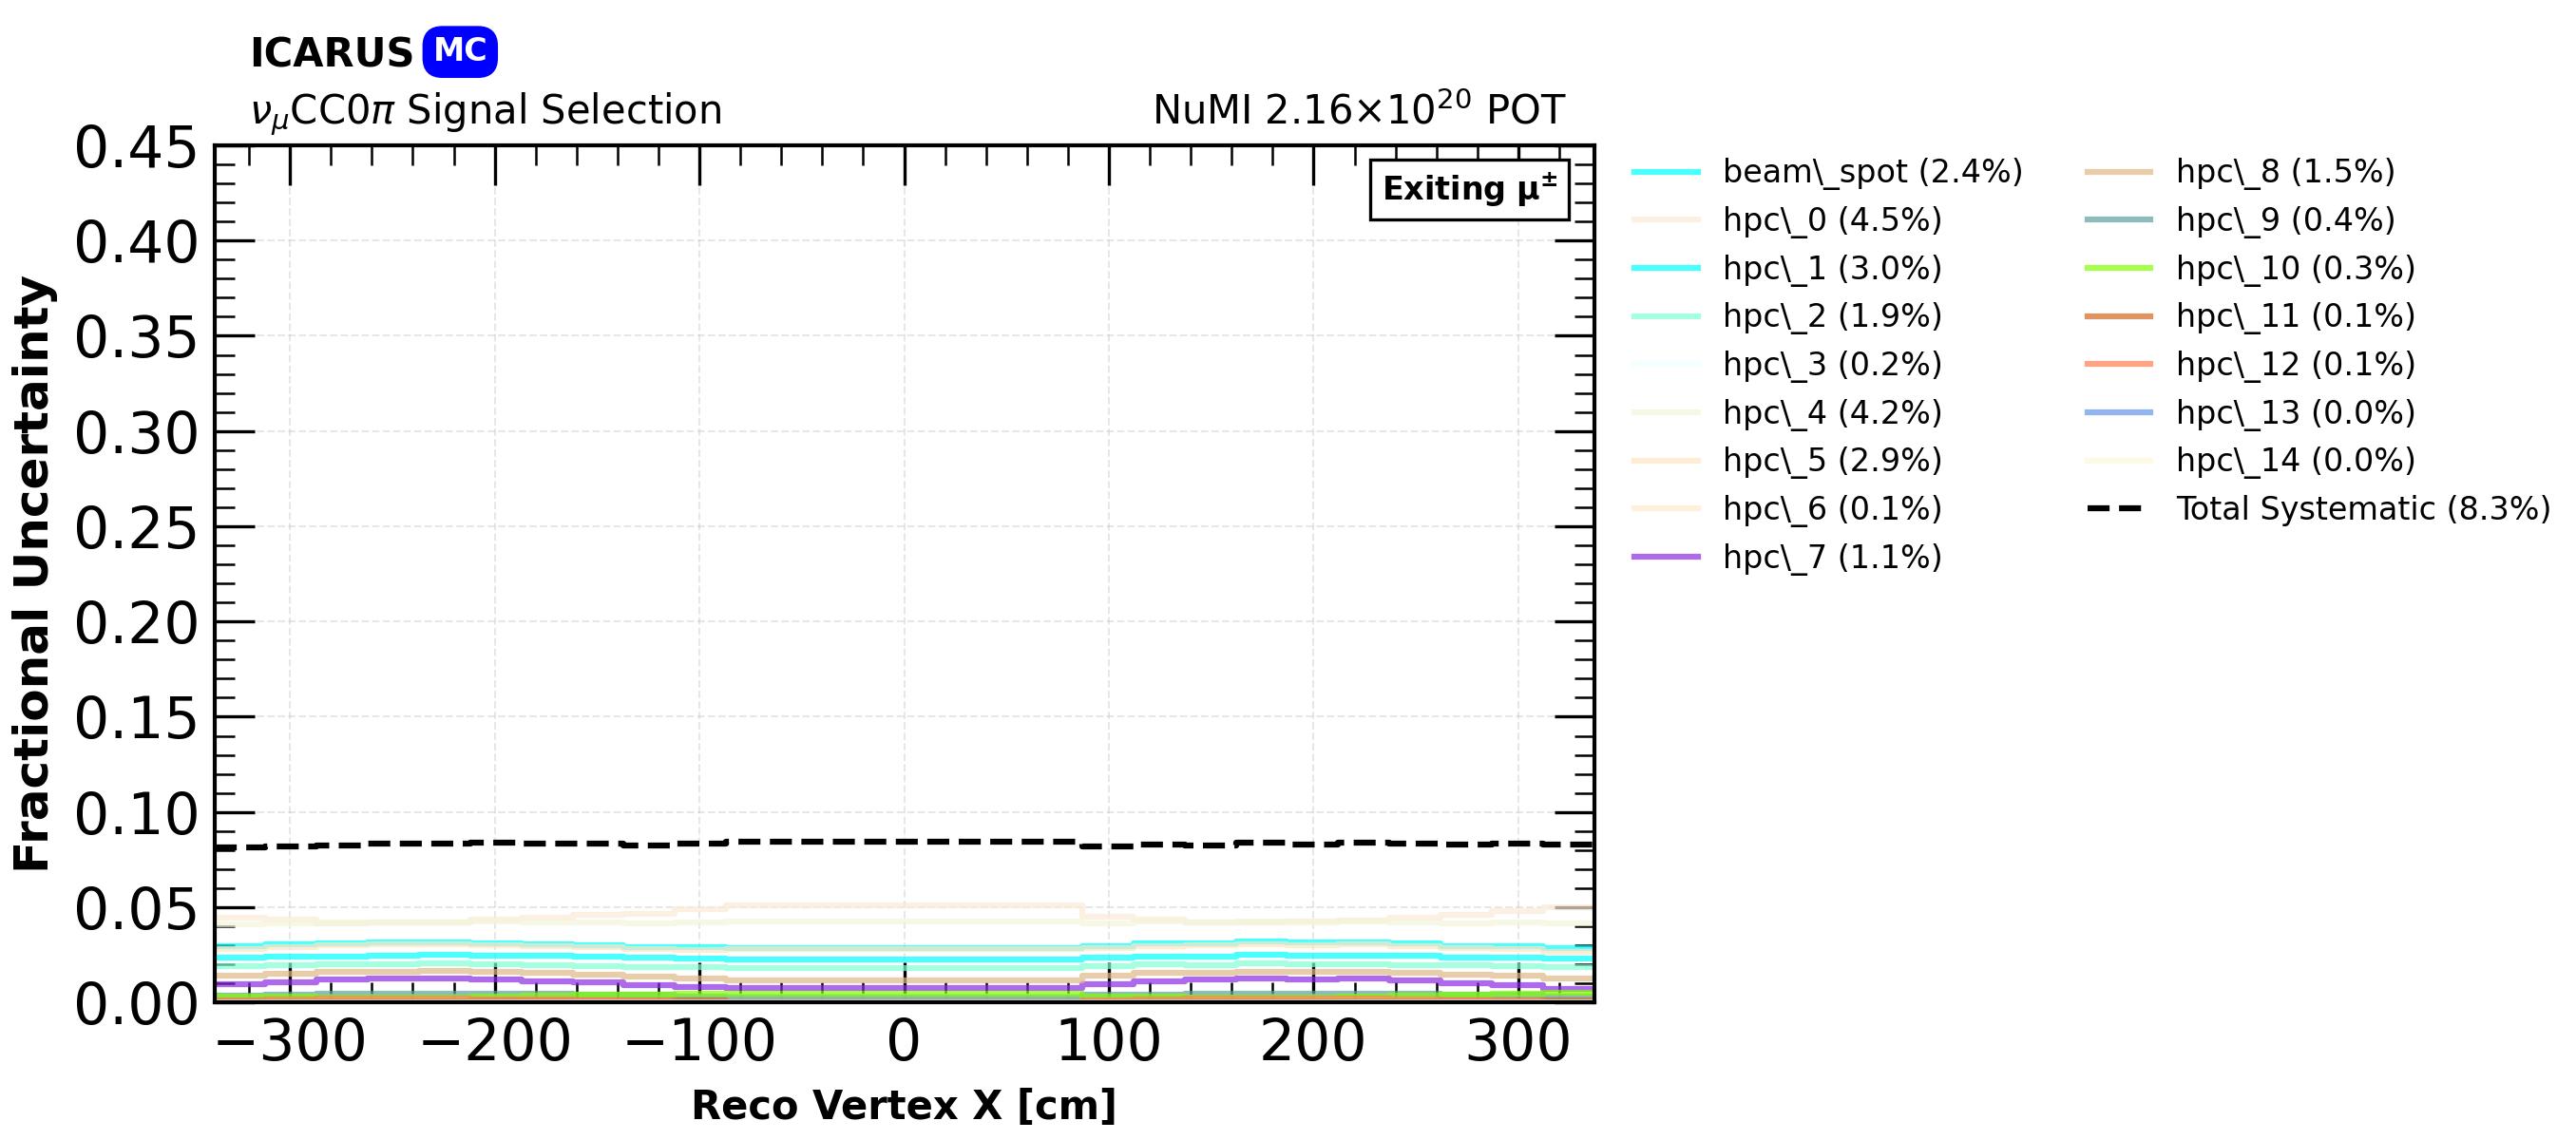 ICARUS MC
νμCC0π Signal Selection
NuMI 2.16×10²⁰ POT
Exiting μ±
Fractional Uncertainty
0.45
0.40
0.35
0.30
0.25
0.20
0.15
0.10
0.05
0.00
−300 −200 −100 0 100 200 300
Reco Vertex X [cm]
beam\_spot (2.4%)
hpc\_0 (4.5%)
hpc\_1 (3.0%)
hpc\_2 (1.9%)
hpc\_3 (0.2%)
hpc\_4 (4.2%)
hpc\_5 (2.9%)
hpc\_6 (0.1%)
hpc\_7 (1.1%)
hpc\_8 (1.5%)
hpc\_9 (0.4%)
hpc\_10 (0.3%)
hpc\_11 (0.1%)
hpc\_12 (0.1%)
hpc\_13 (0.0%)
hpc\_14 (0.0%)
Total Systematic (8.3%)